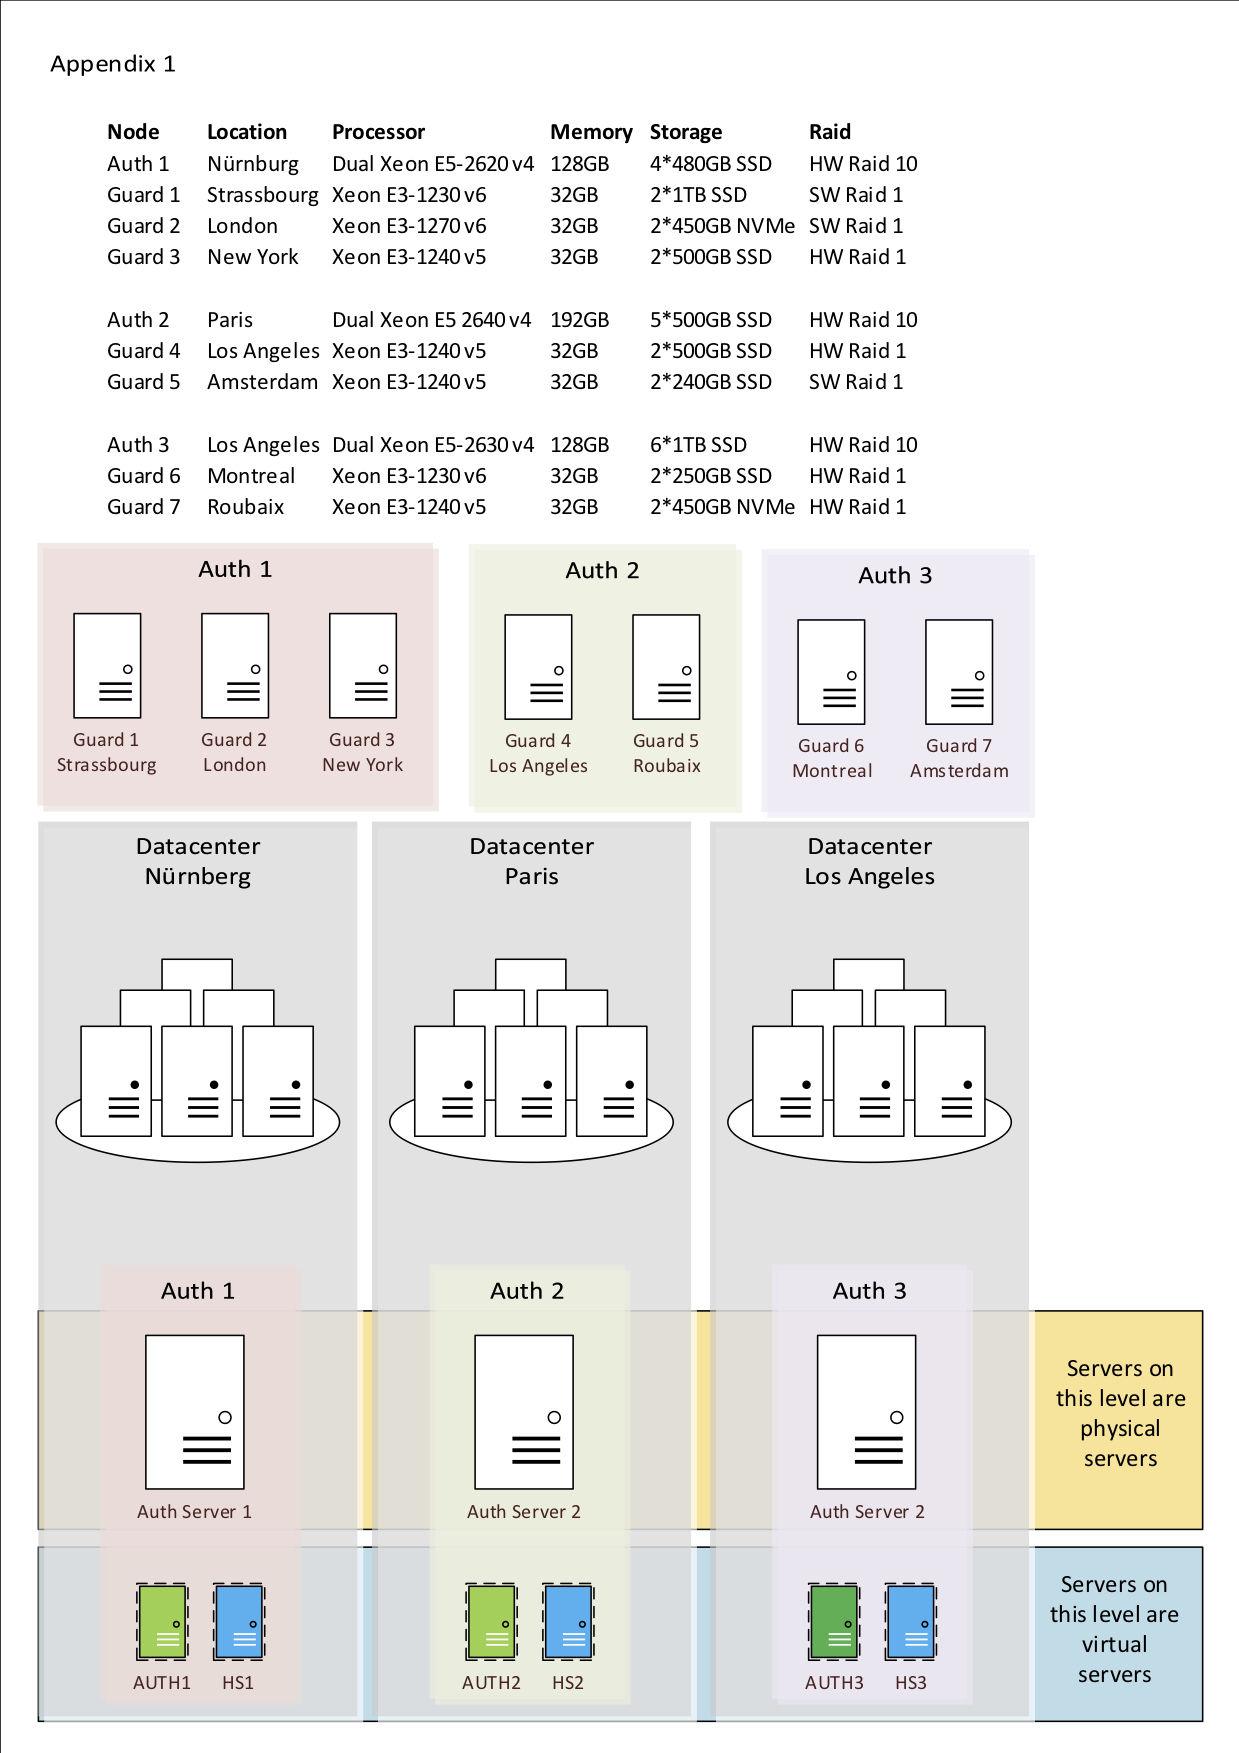 Appendix 1
Node Location Processor Memory Storage Raid
Auth 1 Nürnburg Dual Xeon E5-2620 v4 128GB 4*480GB SSD HW Raid 10
Guard 1 Strassbourg Xeon E3-1230 v6 32GB 2*1TB SSD SW Raid 1
Guard 2 London Xeon E3-1270 v6 32GB 2*450GB NVMe SW Raid 1
Guard 3 New York Xeon E3-1240 v5 32GB 2*500GB SSD HW Raid 1
Auth 2 Paris Dual Xeon E5 2640 v4 192GB 5*500GB SSD HW Raid 10
Guard 4 Los Angeles Xeon E3-1240 v5 32GB 2*500GB SSD HW Raid 1
Guard 5 Amsterdam Xeon E3-1240 v5 32GB 2*240GB SSD SW Raid 1
Auth 3 Los Angeles Dual Xeon E5-2630 v4 128GB 6*1TB SSD HW Raid 10
Guard 6 Montreal Xeon E3-1230 v6 32GB 2*250GB SSD HW Raid 1
Guard 7 Roubaix Xeon E3-1240 v5 32GB 2*450GB NVMe HW Raid 1
Auth 1
Guard 1
Strassbourg
Guard 2
London
Guard 3
New York
Auth 2
Guard 4
Los Angeles
Guard 5
Roubaix
Auth 3
Guard 6
Montreal
Guard 7
Amsterdam
Datacenter
Nürnberg
Datacenter
Paris
Datacenter
Los Angeles
Auth 1
Auth 2
Auth 3
Auth Server 1
Auth Server 2
Auth Server 2
Servers on
this level are
physical
servers
AUTH1 HS1
AUTH2 HS2
AUTH3 HS3
Servers on
this level are
virtual
servers